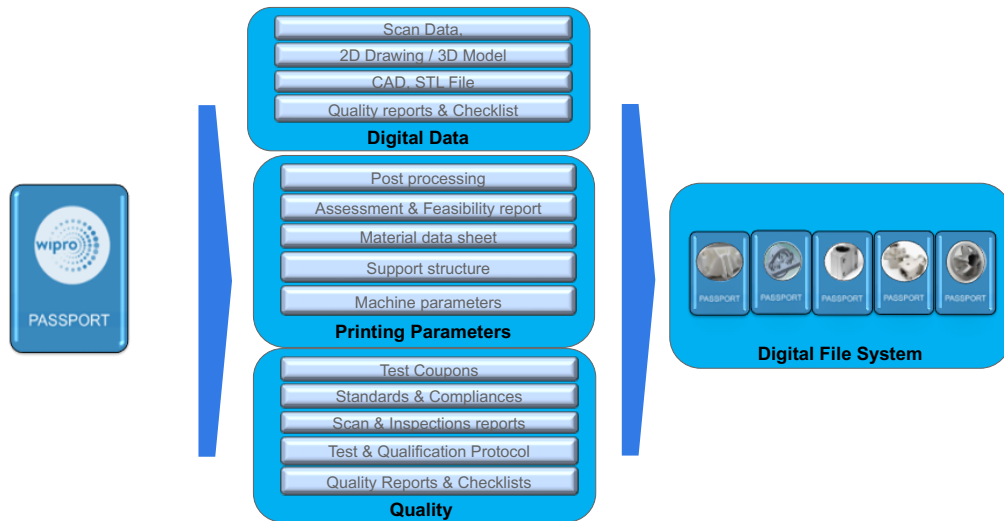 wipro
PASSPORT
Scan Data.
2D Drawing / 3D Model
CAD, STL File
Quality reports & Checklist
Digital Data
Post processing
Assessment & Feasibility report
Material data sheet
Support structure
Machine parameters
Printing Parameters
Test Coupons
Standards & Compliances
Scan & Inspections reports
Test & Qualification Protocol
Quality Reports & Checklists
Quality
PASSPORT
PASSPORT
PASSPORT
PASSPORT
PASSPORT
Digital File System